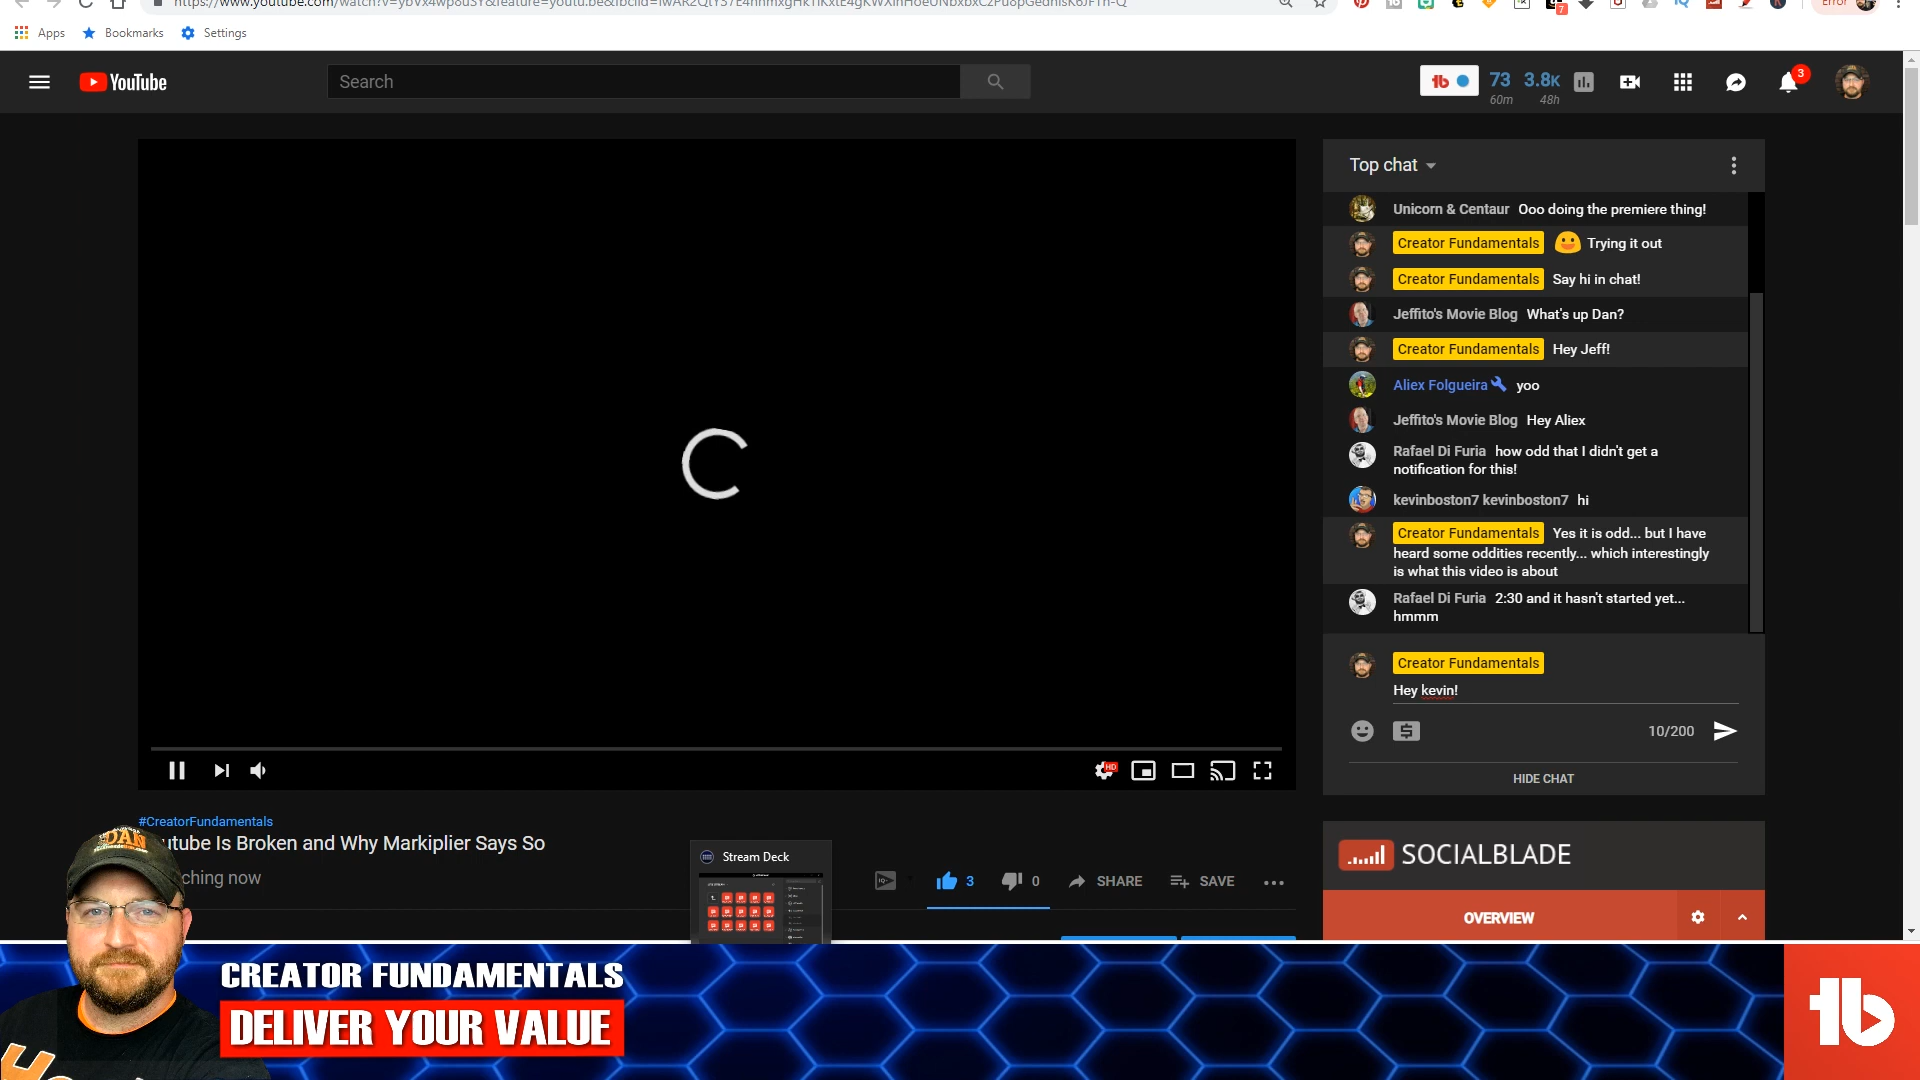 Error
7
Apps
Bookmarks
Settings
YouTube
Search
73
60m
3.8K
48h
3
Top chat
Unicorn & Centaur Ooo doing the premiere thing!
Creator Fundamentals Trying it out
Creator Fundamentals Say hi in chat!
Jeffito's Movie Blog What's up Dan?
Creator Fundamentals Hey Jeff!
Aliex Folgueira yoo
Jeffito's Movie Blog Hey Aliex
Rafael Di Furia how odd that I didn't get a
notification for this!
kevinboston7 kevinboston7 hi
Creator Fundamentals Yes it is odd... but I have
heard some oddities recently... which interestingly
is what this video is about
Rafael Di Furia 2:30 and it hasn't started yet...
hmmm
Creator Fundamentals
Hey kevin!
10/200
HIDE CHAT
HD
#CreatorFundamentals
utube Is Broken and Why Markiplier Says So
ching now
Stream Deck
3
0
SHARE
SAVE
SOCIALBLADE
OVERVIEW
DAN
CREATOR FUNDAMENTALS
DELIVER YOUR VALUE
tb